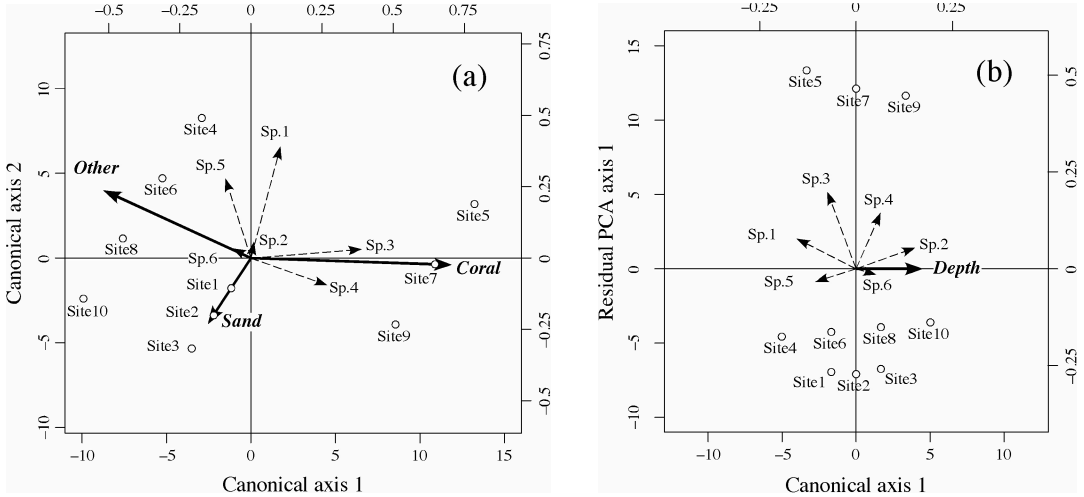 -0.5 -0.25 0 0.25 0.5 0.75
(a)
Canonical axis 2
10
5
0
-5
-10
0.75
0.5
0.25
0
-0.25
-0.5
Site4
Sp.1
Sp.5
Other
Site6
Site5
Site8
Sp.2
Sp.3
Sp.6
Coral
Site7
Site1
Sp.4
Site10
Site2
Sand
Site9
Site3
-10 -5 0 5 10 15
Canonical axis 1
-0.25 0 0.25
(b)
Residual PCA axis 1
15
10
5
0
-5
-10
0.5
0.25
0
-0.25
Site5
Site7
Site9
Sp.3
Sp.4
Sp.1
Sp.2
Depth
Sp.5
Sp.6
Site4
Site6
Site8
Site10
Site1
Site2
Site3
-10 -5 0 5 10
Canonical axis 1